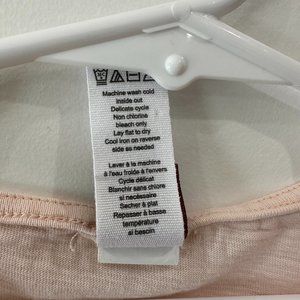 Machine wash cold
inside out
Delicate cycle
Non chlorine
bleach only
Lay flat to dry
Cool iron on reverse
side as needed
Laver à la machine
à l'eau froide à l'envers
Cycle délicat
Blanchir sans chlore
si necéssaire
Secher à plat
Repasser à basse
température
si besoin